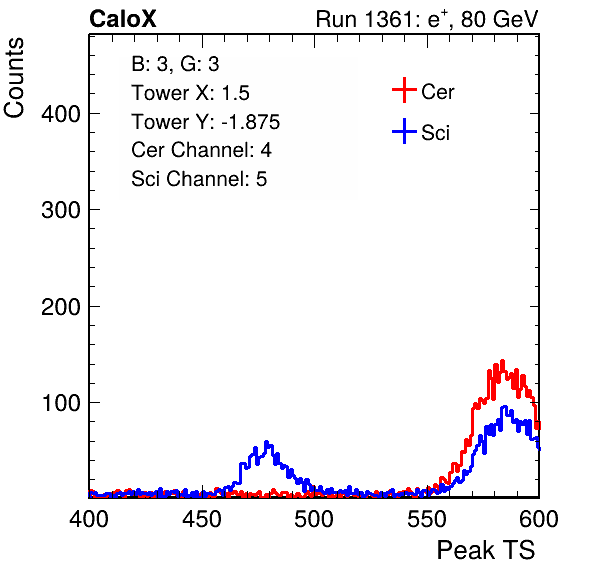 CaloX Run 1361: e⁺, 80 GeV
B: 3, G: 3
Tower X: 1.5
Tower Y: -1.875
Cer Channel: 4
Sci Channel: 5
Cer
Sci
Counts
400
300
200
100
400 450 500 550 600
Peak TS